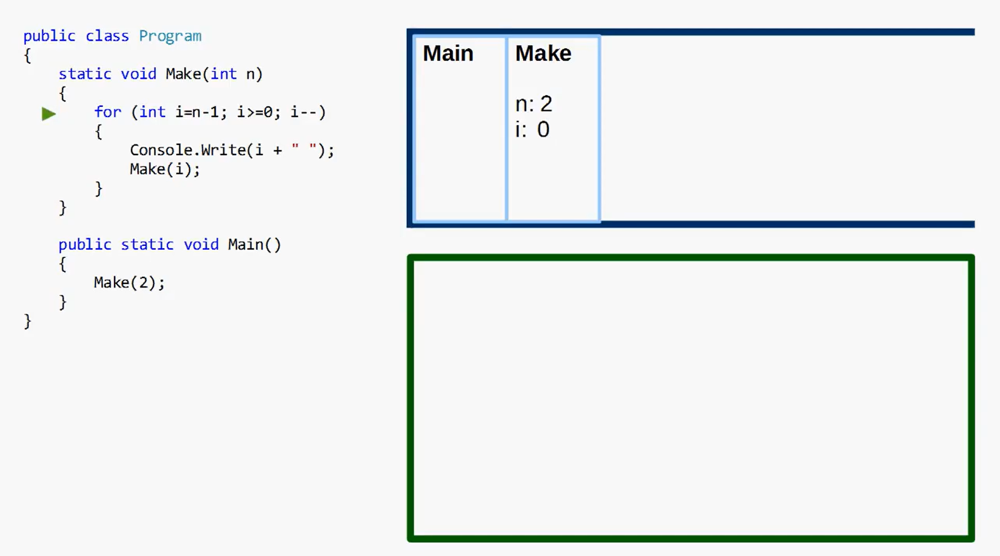 public class Program
{
    static void Make(int n)
    {
        for (int i=n-1; i>=0; i--)
        {
            Console.Write(i + " ");
            Make(i);
        }
    }

    public static void Main()
    {
        Make(2);
    }
}
Main
Make
n: 2
i: 0